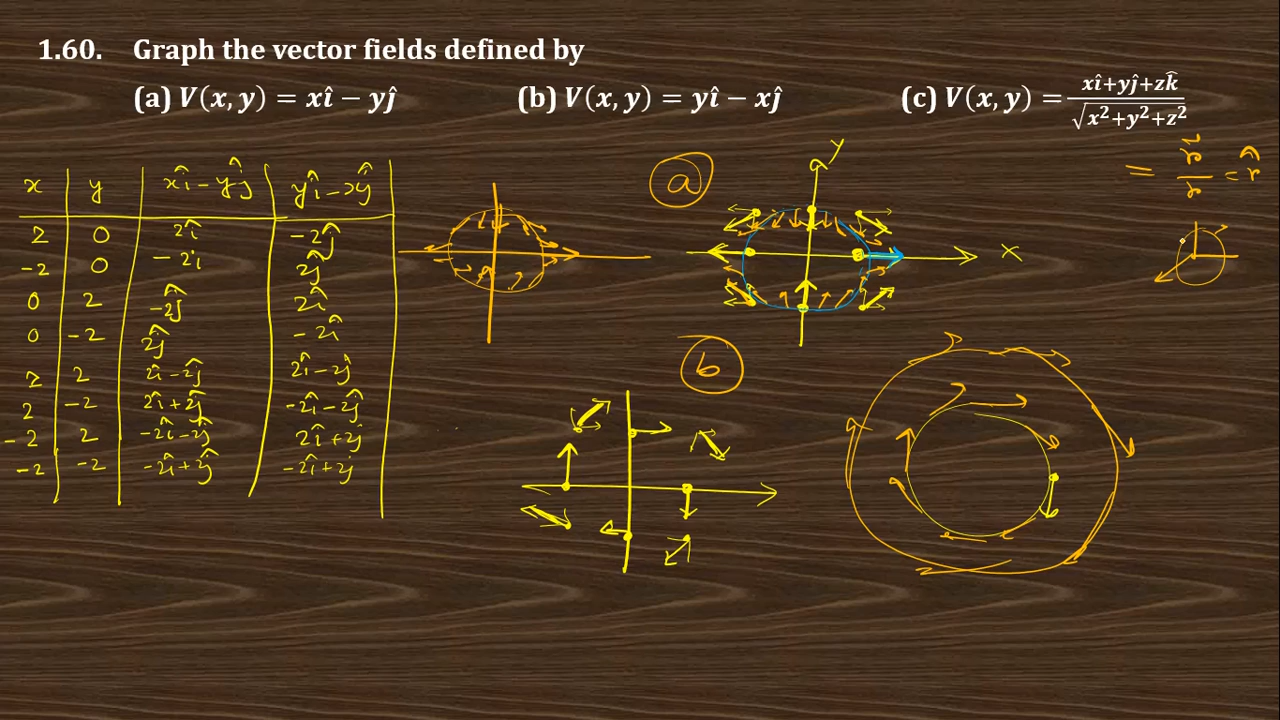 1.60. Graph the vector fields defined by
(a) V(x, y) = xî − yĵ (b) V(x, y) = yî − xĵ (c) V(x, y) = (xî+yĵ+zk̂)/√(x²+y²+z²)
= r⃗/r = r̂
x y xî − yĵ yî − xĵ
2 0 2î −2ĵ
−2 0 −2î 2ĵ
0 2 −2ĵ 2î
0 −2 2ĵ −2î
2 2 2î − 2ĵ 2î − 2ĵ
2 −2 2î + 2ĵ −2î − 2ĵ
−2 2 −2î − 2ĵ 2î + 2ĵ
−2 −2 −2î + 2ĵ −2î + 2ĵ
a
y
x
b